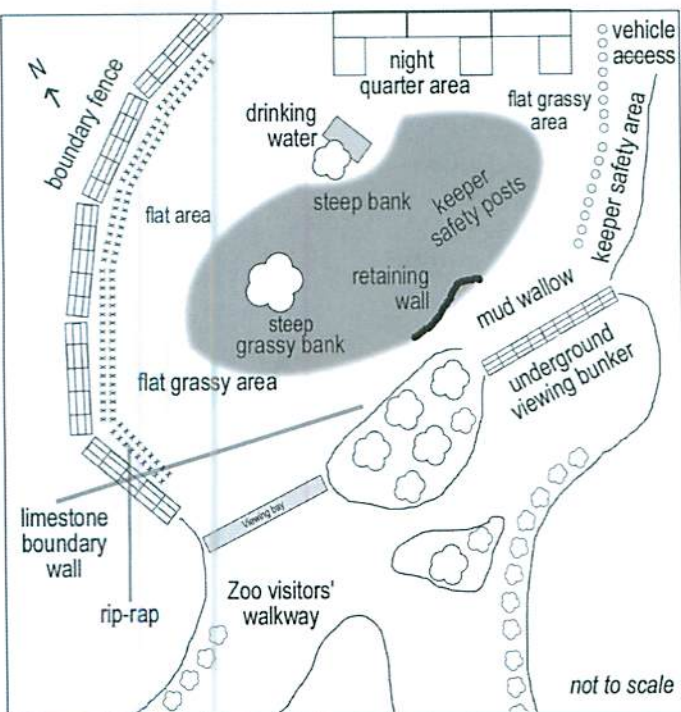 vehicle
access
N
boundary fence
night
quarter area
flat grassy
area
drinking
water
keeper safety area
flat area
steep bank
keeper
safety posts
retaining
wall
mud wallow
steep
grassy bank
underground
viewing bunker
flat grassy area
limestone
boundary
wall
Viewing bay
rip-rap
Zoo visitors'
walkway
not to scale